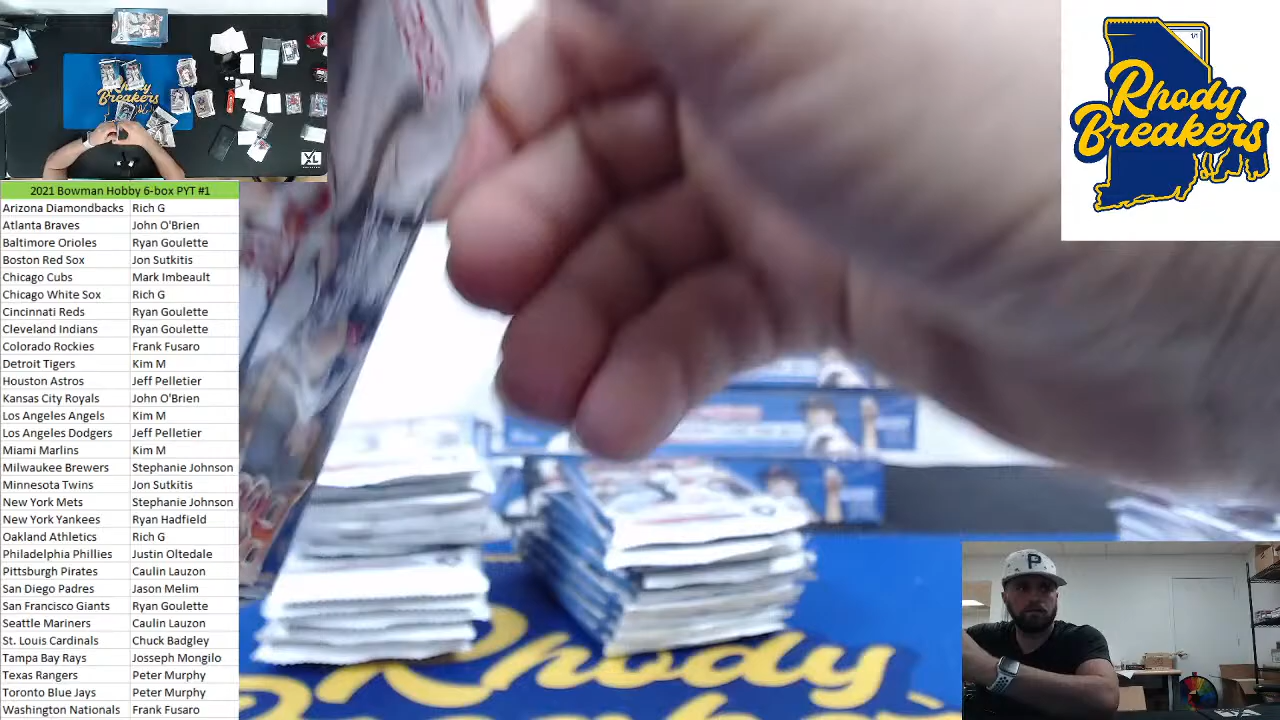 Rhody
Breakers
XL
2021 Bowman Hobby 6-box PYT #1
Arizona Diamondbacks Rich G
Atlanta Braves John O'Brien
Baltimore Orioles Ryan Goulette
Boston Red Sox Jon Sutkitis
Chicago Cubs Mark Imbeault
Chicago White Sox Rich G
Cincinnati Reds Ryan Goulette
Cleveland Indians Ryan Goulette
Colorado Rockies Frank Fusaro
Detroit Tigers Kim M
Houston Astros Jeff Pelletier
Kansas City Royals John O'Brien
Los Angeles Angels Kim M
Los Angeles Dodgers Jeff Pelletier
Miami Marlins Kim M
Milwaukee Brewers Stephanie Johnson
Minnesota Twins Jon Sutkitis
New York Mets Stephanie Johnson
New York Yankees Ryan Hadfield
Oakland Athletics Rich G
Philadelphia Phillies Justin Oltedale
Pittsburgh Pirates Caulin Lauzon
San Diego Padres Jason Melim
San Francisco Giants Ryan Goulette
Seattle Mariners Caulin Lauzon
St. Louis Cardinals Chuck Badgley
Tampa Bay Rays Josseph Mongilo
Texas Rangers Peter Murphy
Toronto Blue Jays Peter Murphy
Washington Nationals Frank Fusaro
Rhody
Breakers
1/1
Rhody
Breakers
P